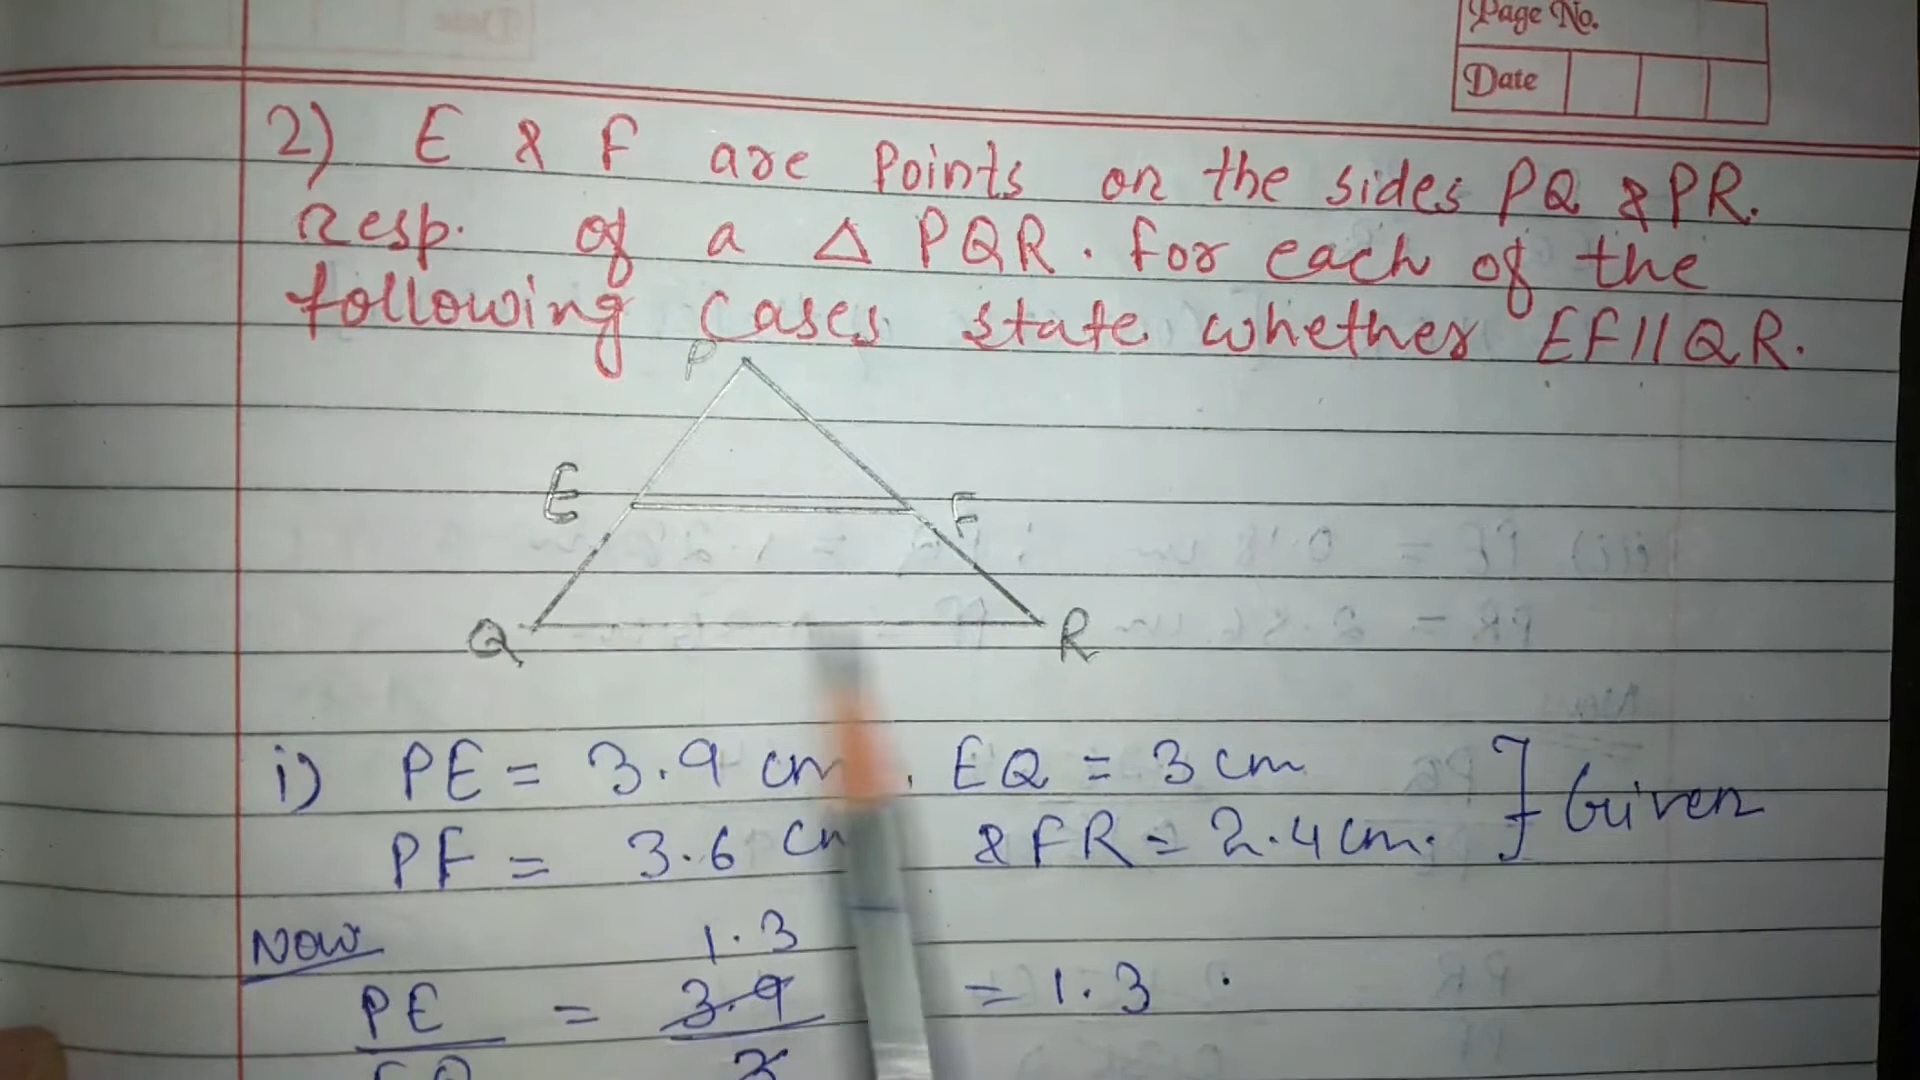 Page No.
Date
2) E & F are points on the sides PQ & PR.
Resp. of a △ PQR. for each of the
following cases state whether EF || QR.
P
E F
Q R
i) PE = 3.9 cm, EQ = 3 cm
PF = 3.6 cm & FR = 2.4 cm. } Given
Now
1.3
PE = 3.9 = 1.3
EQ 3